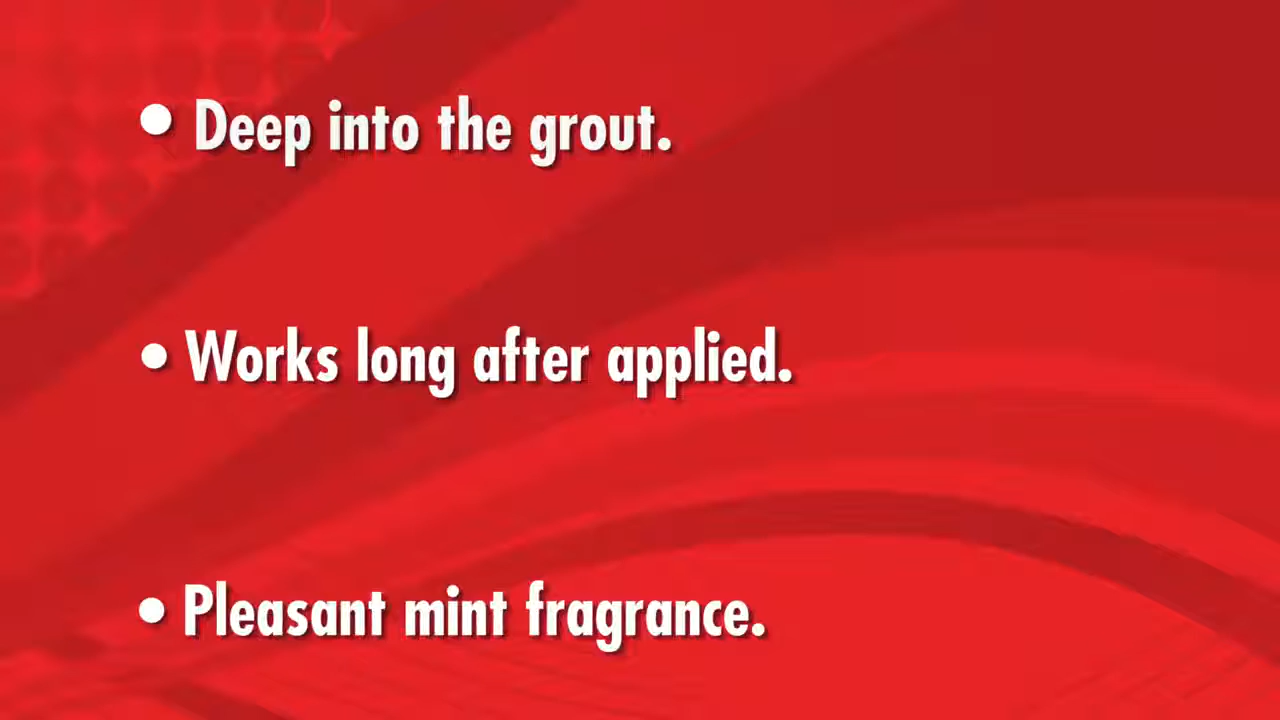 • Deep into the grout.
• Works long after applied.
• Pleasant mint fragrance.